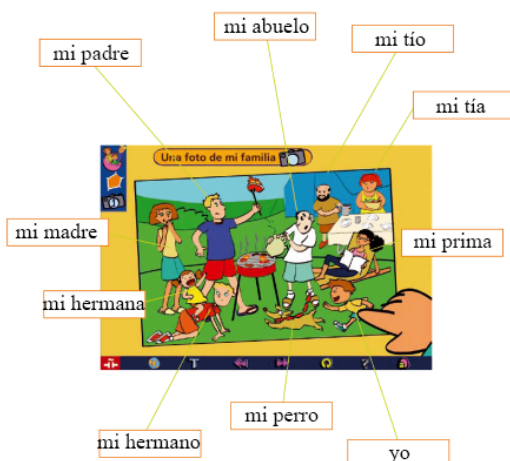 mi abuelo
mi tío
mi padre
mi tía
Una foto de mi familia
mi madre
mi prima
mi hermana
mi perro
mi hermano
yo